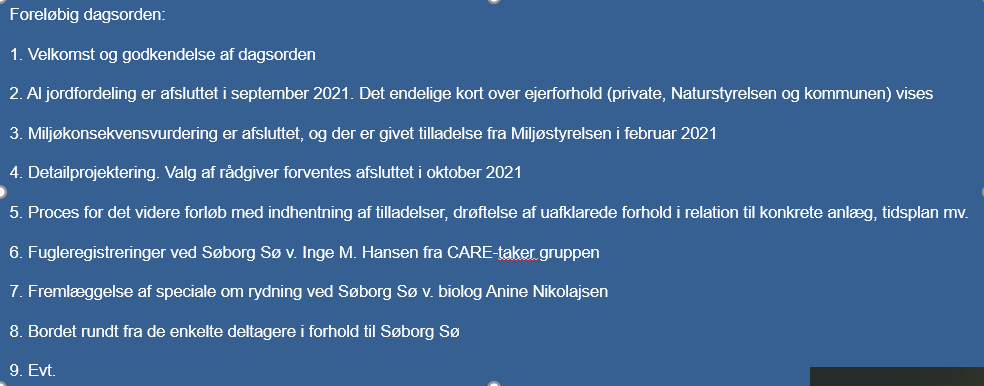 Foreløbig dagsorden:
1. Velkomst og godkendelse af dagsorden
2. Al jordfordeling er afsluttet i september 2021. Det endelige kort over ejerforhold (private, Naturstyrelsen og kommunen) vises
3. Miljøkonsekvensvurdering er afsluttet, og der er givet tilladelse fra Miljøstyrelsen i februar 2021
4. Detailprojektering. Valg af rådgiver forventes afsluttet i oktober 2021
5. Proces for det videre forløb med indhentning af tilladelser, drøftelse af uafklarede forhold i relation til konkrete anlæg, tidsplan mv.
6. Fugleregistreringer ved Søborg Sø v. Inge M. Hansen fra CARE-taker gruppen
7. Fremlæggelse af speciale om rydning ved Søborg Sø v. biolog Anine Nikolajsen
8. Bordet rundt fra de enkelte deltagere i forhold til Søborg Sø
9. Evt.